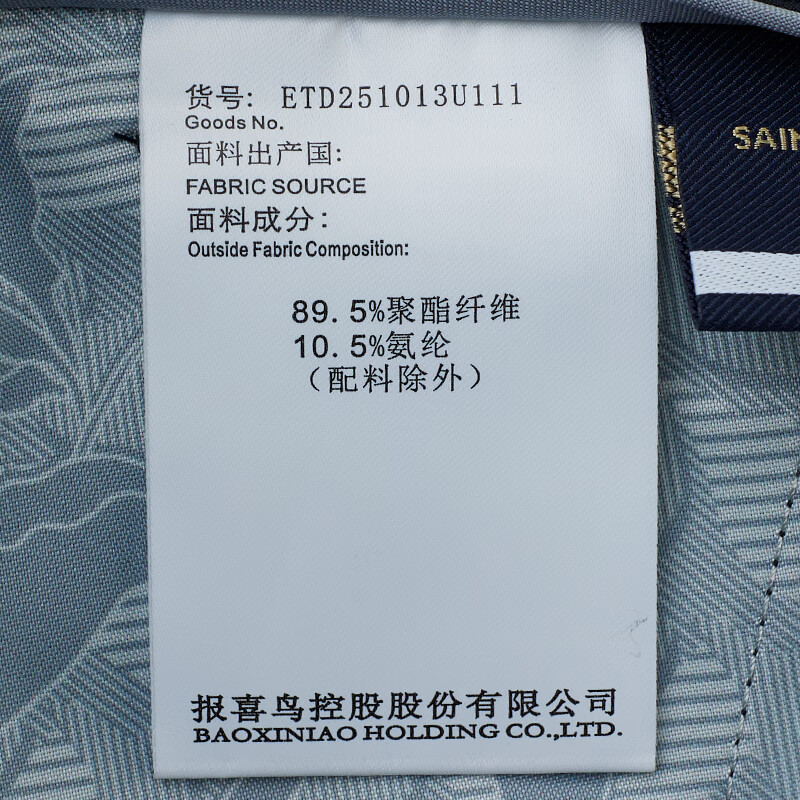 货号: ETD251013U111
Goods No.
面料出产国:
FABRIC SOURCE
面料成分:
Outside Fabric Composition:
89.5%聚酯纤维
10.5%氨纶
（配料除外）
报喜鸟控股股份有限公司
BAOXINIAO HOLDING CO.,LTD.